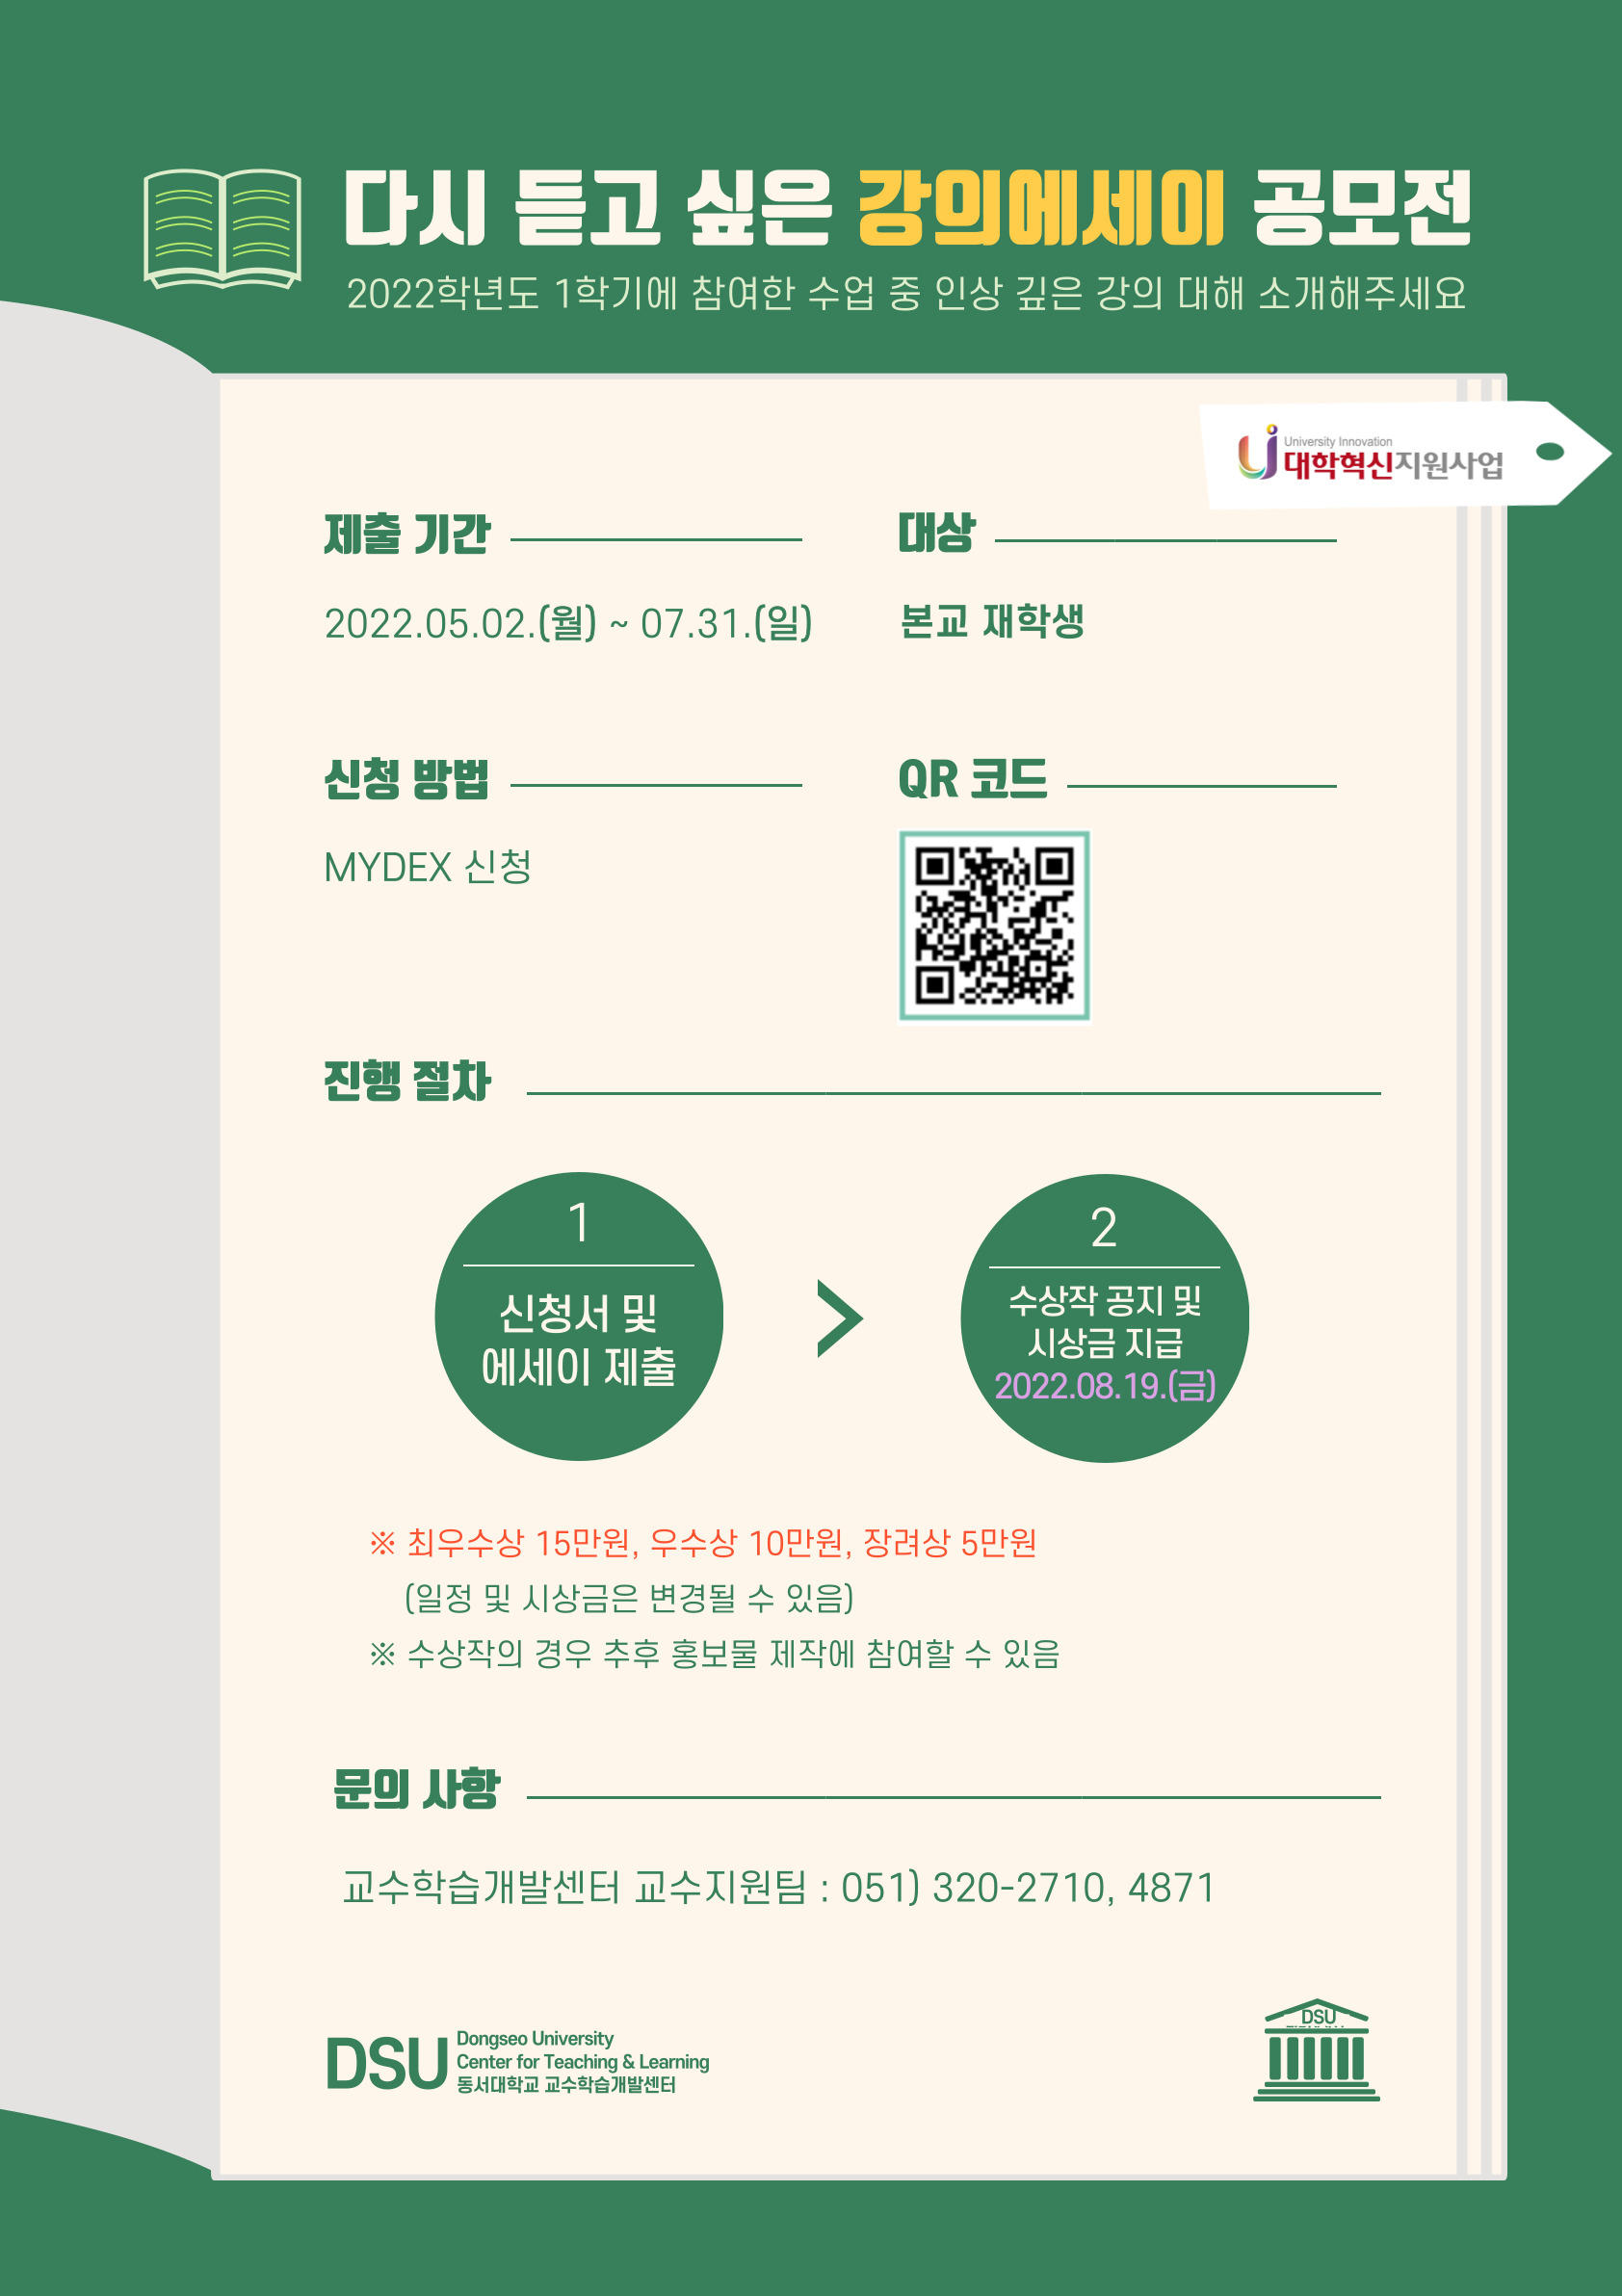 다시 듣고 싶은 강의에세이 공모전
2022학년도 1학기에 참여한 수업 중 인상 깊은 강의 대해 소개해주세요
University Innovation
대학혁신지원사업
제출 기간
2022.05.02.(월) ~ 07.31.(일)
대상
본교 재학생
신청 방법
MYDEX 신청
QR 코드
진행 절차
1
신청서 및
에세이 제출
>
2
수상작 공지 및
시상금 지급
2022.08.19.(금)
※ 최우수상 15만원, 우수상 10만원, 장려상 5만원
(일정 및 시상금은 변경될 수 있음)
※ 수상작의 경우 추후 홍보물 제작에 참여할 수 있음
문의 사항
교수학습개발센터 교수지원팀 : 051) 320-2710, 4871
DSU
Dongseo University
Center for Teaching & Learning
동서대학교 교수학습개발센터
DSU